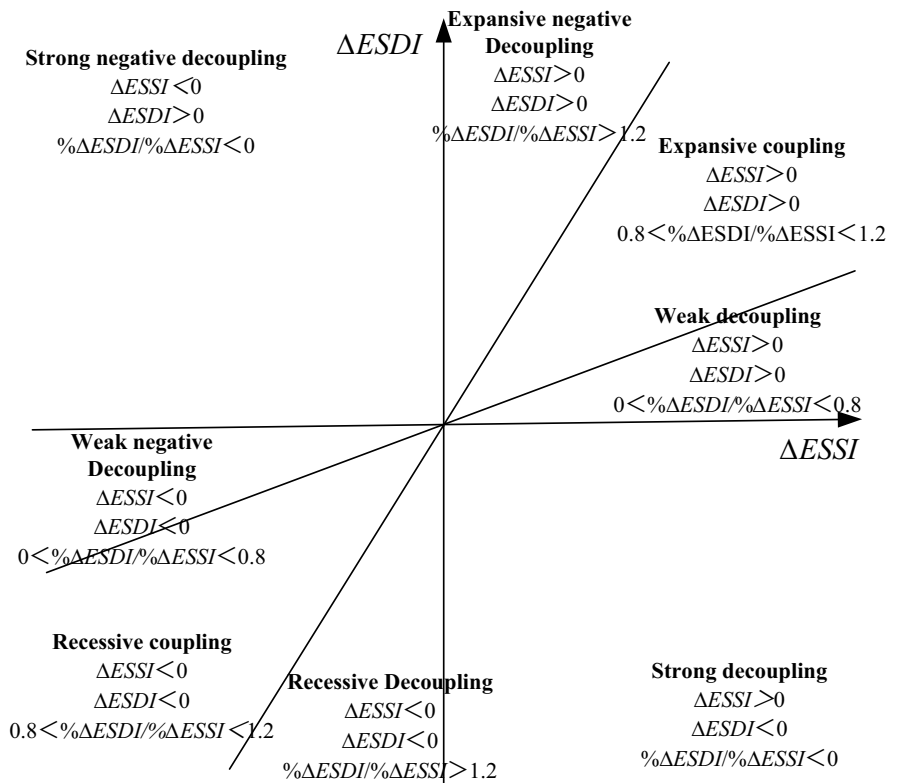 Strong negative decoupling
ΔESSI<0
ΔESDI>0
%ΔESDI/%ΔESSI<0
ΔESDI
Expansive negative
Decoupling
ΔESSI>0
ΔESDI>0
%ΔESDI/%ΔESSI>1.2
Expansive coupling
ΔESSI>0
ΔESDI>0
0.8<%ΔESDI/%ΔESSI<1.2
Weak decoupling
ΔESSI>0
ΔESDI>0
0<%ΔESDI/%ΔESSI<0.8
ΔESSI
Weak negative
Decoupling
ΔESSI<0
ΔESDI<0
0<%ΔESDI/%ΔESSI<0.8
Recessive coupling
ΔESSI<0
ΔESDI<0
0.8<%ΔESDI/%ΔESSI<1.2
Recessive Decoupling
ΔESSI<0
ΔESDI<0
%ΔESDI/%ΔESSI>1.2
Strong decoupling
ΔESSI>0
ΔESDI<0
%ΔESDI/%ΔESSI<0